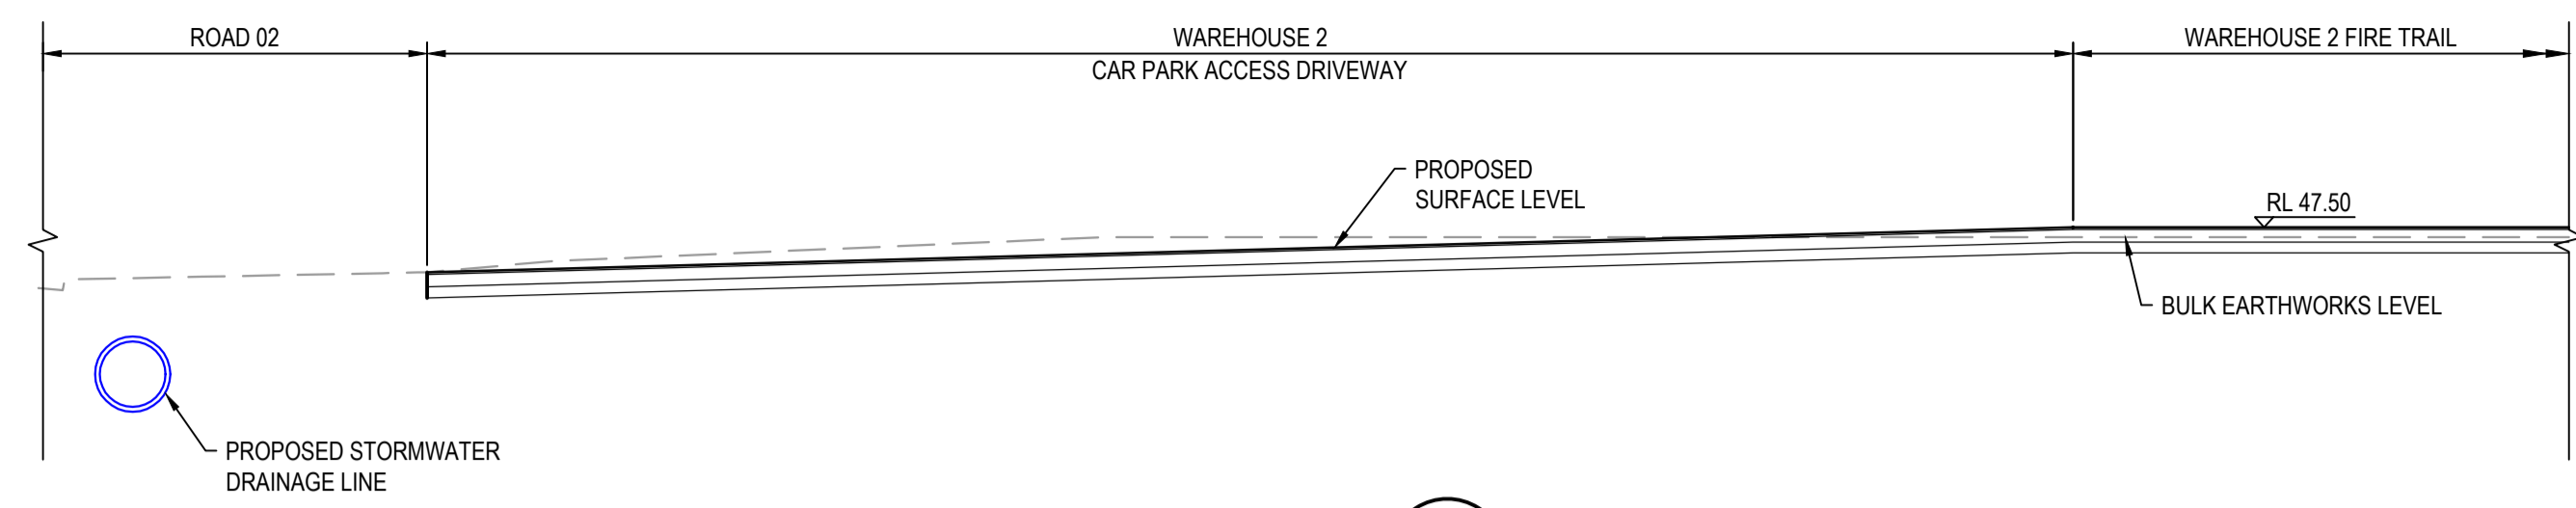 ROAD 02
WAREHOUSE 2
CAR PARK ACCESS DRIVEWAY
WAREHOUSE 2 FIRE TRAIL
PROPOSED
SURFACE LEVEL
RL 47.50
BULK EARTHWORKS LEVEL
PROPOSED STORMWATER
DRAINAGE LINE